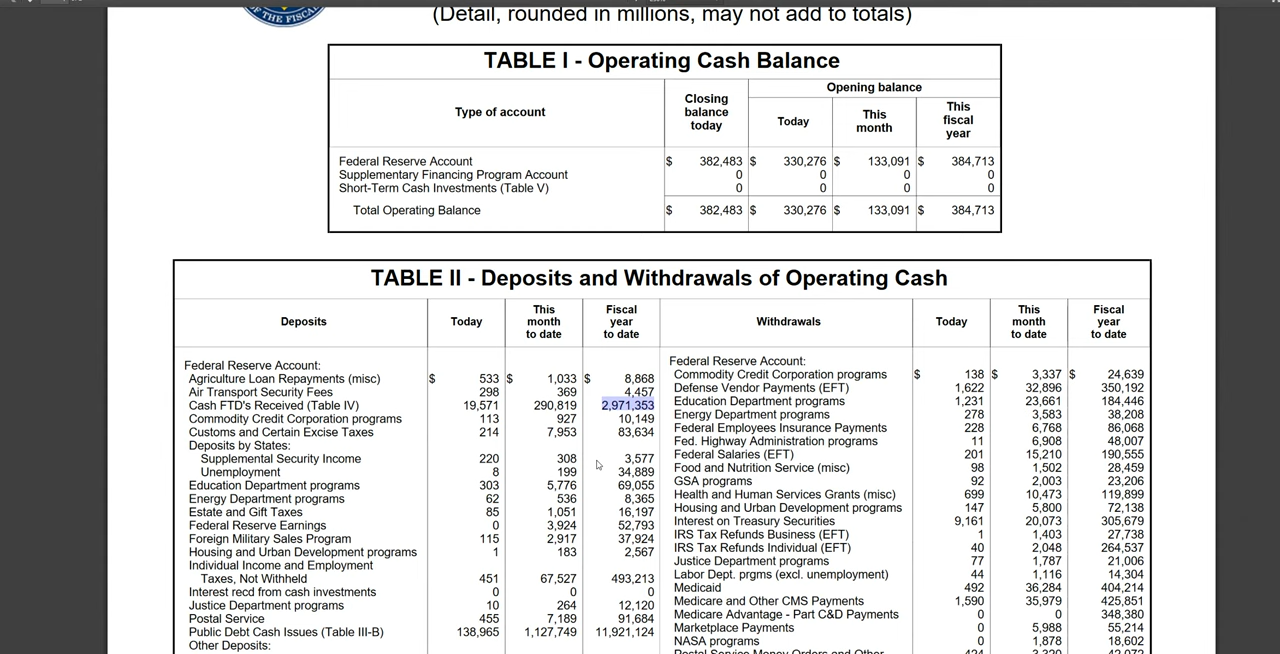 OF THE FISCAL
(Detail, rounded in millions, may not add to totals)
TABLE I - Operating Cash Balance
Type of account
Closing balance today
Opening balance
Today
This month
This fiscal year
Federal Reserve Account $ 382,483 $ 330,276 $ 133,091 $ 384,713
Supplementary Financing Program Account 0 0 0 0
Short-Term Cash Investments (Table V) 0 0 0 0
Total Operating Balance $ 382,483 $ 330,276 $ 133,091 $ 384,713
TABLE II - Deposits and Withdrawals of Operating Cash
Deposits
Today
This month to date
Fiscal year to date
Federal Reserve Account:
Agriculture Loan Repayments (misc) $ 533 $ 1,033 $ 8,868
Air Transport Security Fees 298 369 4,457
Cash FTD's Received (Table IV) 19,571 290,819 2,971,353
Commodity Credit Corporation programs 113 927 10,149
Customs and Certain Excise Taxes 214 7,953 83,634
Deposits by States:
Supplemental Security Income 220 308 3,577
Unemployment 8 199 34,889
Education Department programs 303 5,776 69,055
Energy Department programs 62 536 8,365
Estate and Gift Taxes 85 1,051 16,197
Federal Reserve Earnings 0 3,924 52,793
Foreign Military Sales Program 115 2,917 37,924
Housing and Urban Development programs 1 183 2,567
Individual Income and Employment
Taxes, Not Withheld 451 67,527 493,213
Interest recd from cash investments 0 0 0
Justice Department programs 10 264 12,120
Postal Service 455 7,189 91,684
Public Debt Cash Issues (Table III-B) 138,965 1,127,749 11,921,124
Other Deposits:
Withdrawals
Today
This month to date
Fiscal year to date
Federal Reserve Account:
Commodity Credit Corporation programs $ 138 $ 3,337 $ 24,639
Defense Vendor Payments (EFT) 1,622 32,896 350,192
Education Department programs 1,231 23,661 184,446
Energy Department programs 278 3,583 38,208
Federal Employees Insurance Payments 228 6,768 86,068
Fed. Highway Administration programs 11 6,908 48,007
Federal Salaries (EFT) 201 15,210 190,555
Food and Nutrition Service (misc) 98 1,502 28,459
GSA programs 92 2,003 23,206
Health and Human Services Grants (misc) 699 10,473 119,899
Housing and Urban Development programs 147 5,800 72,138
Interest on Treasury Securities 9,161 20,073 305,679
IRS Tax Refunds Business (EFT) 1 1,403 27,738
IRS Tax Refunds Individual (EFT) 40 2,048 264,537
Justice Department programs 77 1,787 21,006
Labor Dept. prgms (excl. unemployment) 44 1,116 14,304
Medicaid 492 36,284 404,214
Medicare and Other CMS Payments 1,590 35,979 425,851
Medicare Advantage - Part C&D Payments 0 0 348,380
Marketplace Payments 0 5,988 55,214
NASA programs 0 1,878 18,602
Postal Service Money Orders and Other